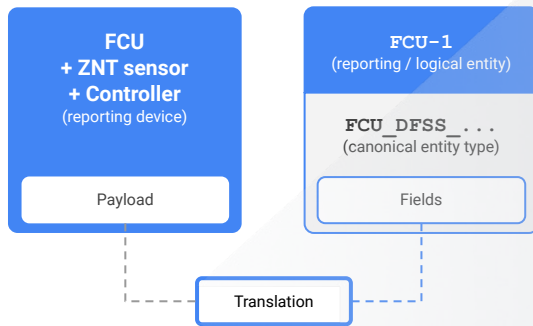 FCU
+ ZNT sensor
+ Controller
(reporting device)
Payload
FCU-1
(reporting / logical entity)
FCU_DFSS_...
(canonical entity type)
Fields
Translation